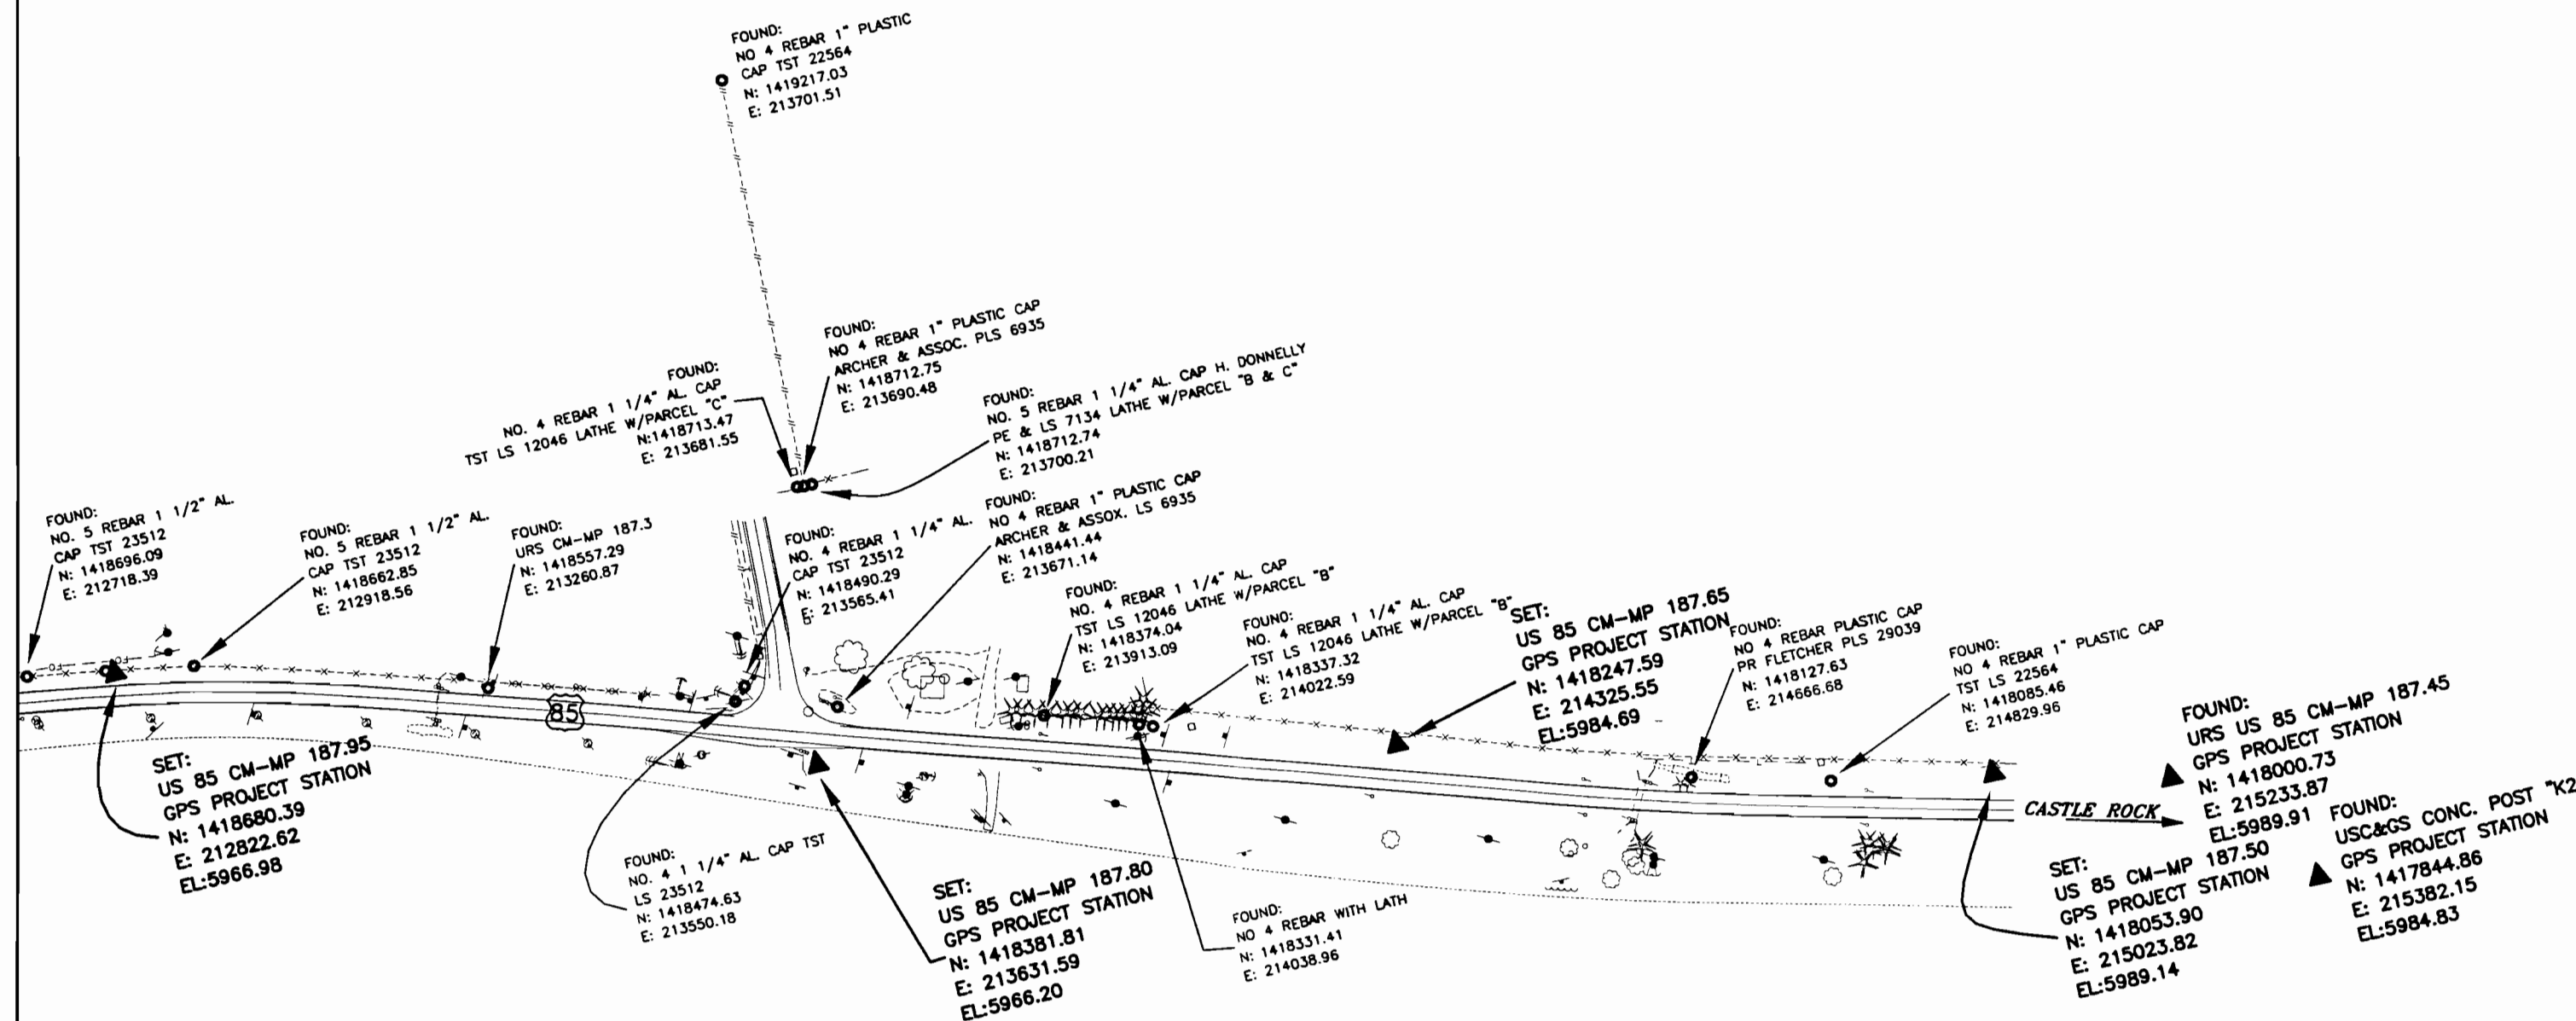 FOUND:
NO 4 REBAR 1" PLASTIC
CAP TST 22564
N: 1419217.03
E: 213701.51
FOUND:
NO 4 REBAR 1" PLASTIC CAP
ARCHER & ASSOC. PLS 6935
N: 1418712.75
E: 213690.48
FOUND:
NO. 4 REBAR 1 1/4" AL. CAP
TST LS 12046 LATHE W/PARCEL "C"
N:1418713.47
E: 213681.55
FOUND:
NO. 5 REBAR 1 1/4" AL. CAP H. DONNELLY
PE & LS 7134 LATHE W/PARCEL "B & C"
N: 1418712.74
E: 213700.21
FOUND:
NO. 5 REBAR 1 1/2" AL.
CAP TST 23512
N: 1418696.09
E: 212718.39
FOUND:
NO. 5 REBAR 1 1/2" AL.
CAP TST 23512
N: 1418662.85
E: 212918.56
FOUND:
URS CM-MP 187.3
N: 1418557.29
E: 213260.87
FOUND:
NO. 4 REBAR 1 1/4" AL.
CAP TST 23512
N: 1418490.29
E: 213565.41
FOUND:
NO 4 REBAR 1" PLASTIC CAP
ARCHER & ASSOX. LS 6935
N: 1418441.44
E: 213671.14
FOUND:
NO. 4 REBAR 1 1/4" AL. CAP
TST LS 12046 LATHE W/PARCEL "B"
N: 1418374.04
E: 213913.09
FOUND:
NO. 4 REBAR 1 1/4" AL. CAP
TST LS 12046 LATHE W/PARCEL "B"
N: 1418337.32
E: 214022.59
SET:
US 85 CM-MP 187.65
GPS PROJECT STATION
N: 1418247.59
E: 214325.55
EL:5984.69
FOUND:
NO 4 REBAR PLASTIC CAP
PR FLETCHER PLS 29039
N: 1418127.63
E: 214666.68
FOUND:
NO 4 REBAR 1" PLASTIC CAP
TST LS 22564
N: 1418085.46
E: 214829.96
FOUND:
URS US 85 CM-MP 187.45
GPS PROJECT STATION
N: 1418000.73
E: 215233.87
EL:5989.91
FOUND:
USC&GS CONC. POST "K2
GPS PROJECT STATION
N: 1417844.86
E: 215382.15
EL:5984.83
85
CASTLE ROCK
SET:
US 85 CM-MP 187.95
GPS PROJECT STATION
N: 1418680.39
E: 212822.62
EL:5966.98
FOUND:
NO. 4 1 1/4" AL. CAP TST
LS 23512
N: 1418474.63
E: 213550.18
SET:
US 85 CM-MP 187.80
GPS PROJECT STATION
N: 1418381.81
E: 213631.59
EL:5966.20
FOUND:
NO 4 REBAR WITH LATH
N: 1418331.41
E: 214038.96
SET:
US 85 CM-MP 187.50
GPS PROJECT STATION
N: 1418053.90
E: 215023.82
EL:5989.14